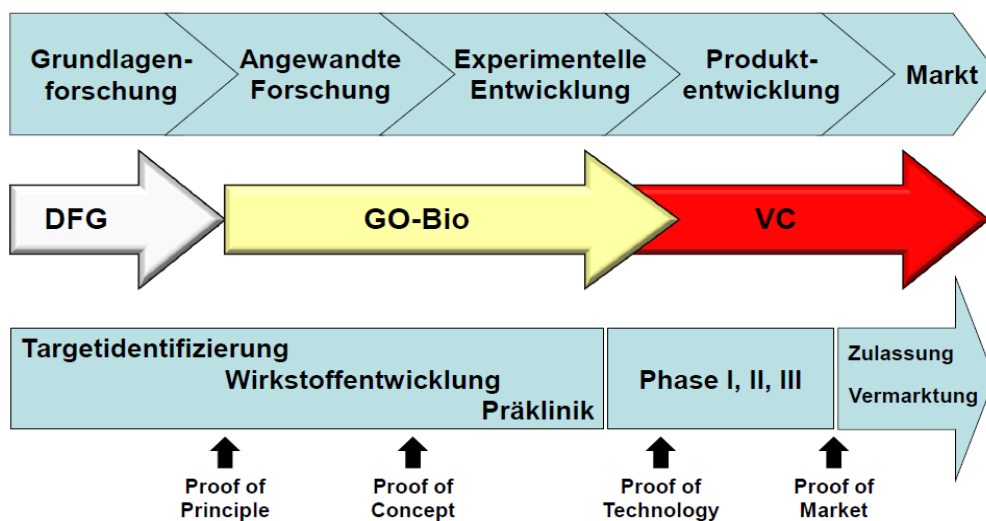 Grundlagen-
forschung
Angewandte
Forschung
Experimentelle
Entwicklung
Produkt-
entwicklung
Markt
DFG
GO-Bio
VC
Targetidentifizierung
Wirkstoffentwicklung
Präklinik
Phase I, II, III
Zulassung
Vermarktung
Proof of
Principle
Proof of
Concept
Proof of
Technology
Proof of
Market